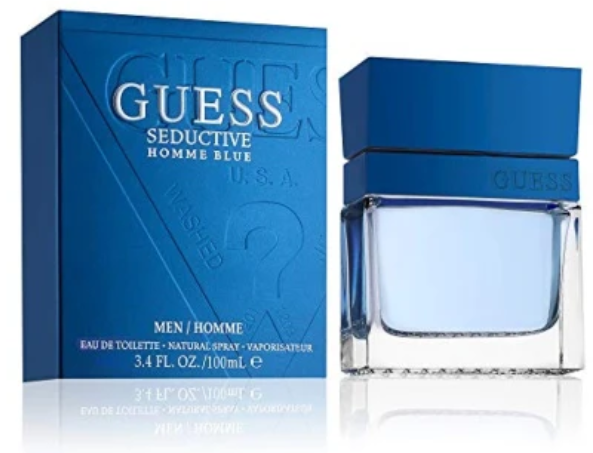 GUESS
SEDUCTIVE
HOMME BLUE
U.S.A.
WASHED
?
MEN / HOMME
EAU DE TOILETTE • NATURAL SPRAY • VAPORISATEUR
3.4 FL. OZ./100mL ℮
GUESS